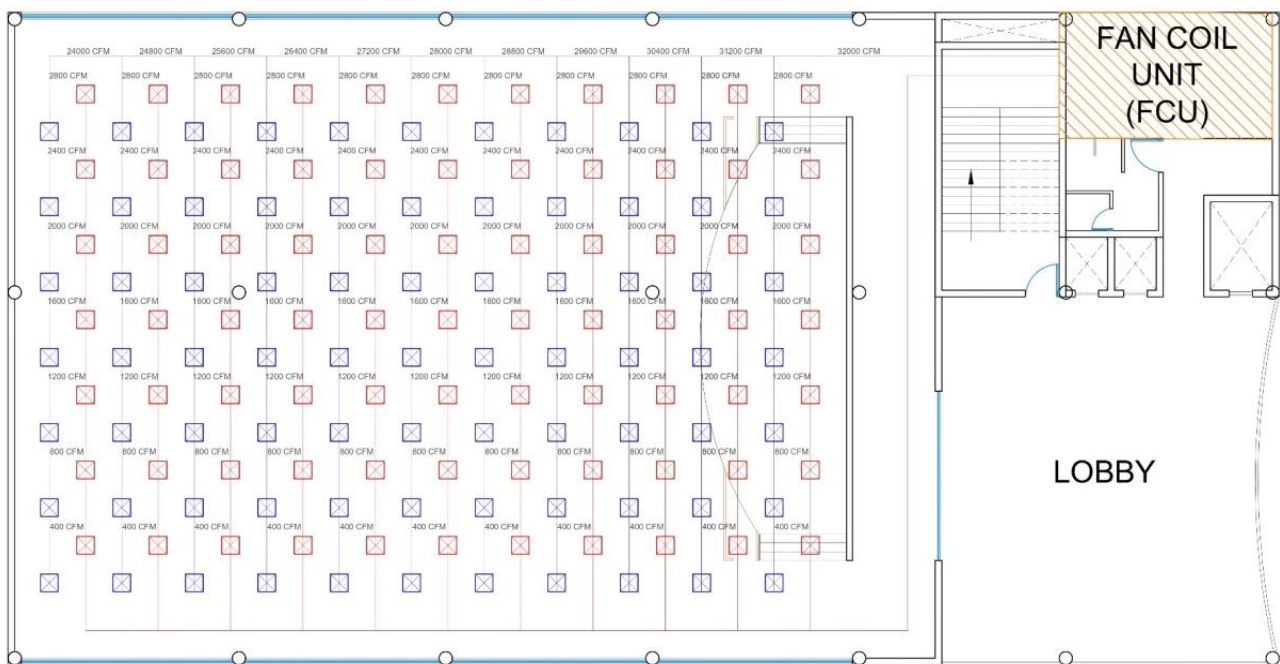 24000 CFM 24800 CFM 25600 CFM 26400 CFM 27200 CFM 28000 CFM 28800 CFM 29600 CFM 30400 CFM 31200 CFM 32000 CFM
2800 CFM 2800 CFM 2800 CFM 2800 CFM 2800 CFM 2800 CFM 2800 CFM 2800 CFM 2800 CFM 2800 CFM 2800 CFM
2400 CFM 2400 CFM 2400 CFM 2400 CFM 2400 CFM 2400 CFM 2400 CFM 2400 CFM 2400 CFM 2400 CFM 2400 CFM
2000 CFM 2000 CFM 2000 CFM 2000 CFM 2000 CFM 2000 CFM 2000 CFM 2000 CFM 2000 CFM 2000 CFM 2000 CFM
1600 CFM 1600 CFM 1600 CFM 1600 CFM 1600 CFM 1600 CFM 1600 CFM 1600 CFM 1600 CFM 1600 CFM 1600 CFM
1200 CFM 1200 CFM 1200 CFM 1200 CFM 1200 CFM 1200 CFM 1200 CFM 1200 CFM 1200 CFM 1200 CFM 1200 CFM
800 CFM 800 CFM 800 CFM 800 CFM 800 CFM 800 CFM 800 CFM 800 CFM 800 CFM 800 CFM 800 CFM
400 CFM 400 CFM 400 CFM 400 CFM 400 CFM 400 CFM 400 CFM 400 CFM 400 CFM 400 CFM 400 CFM
FAN COIL
UNIT
(FCU)
LOBBY